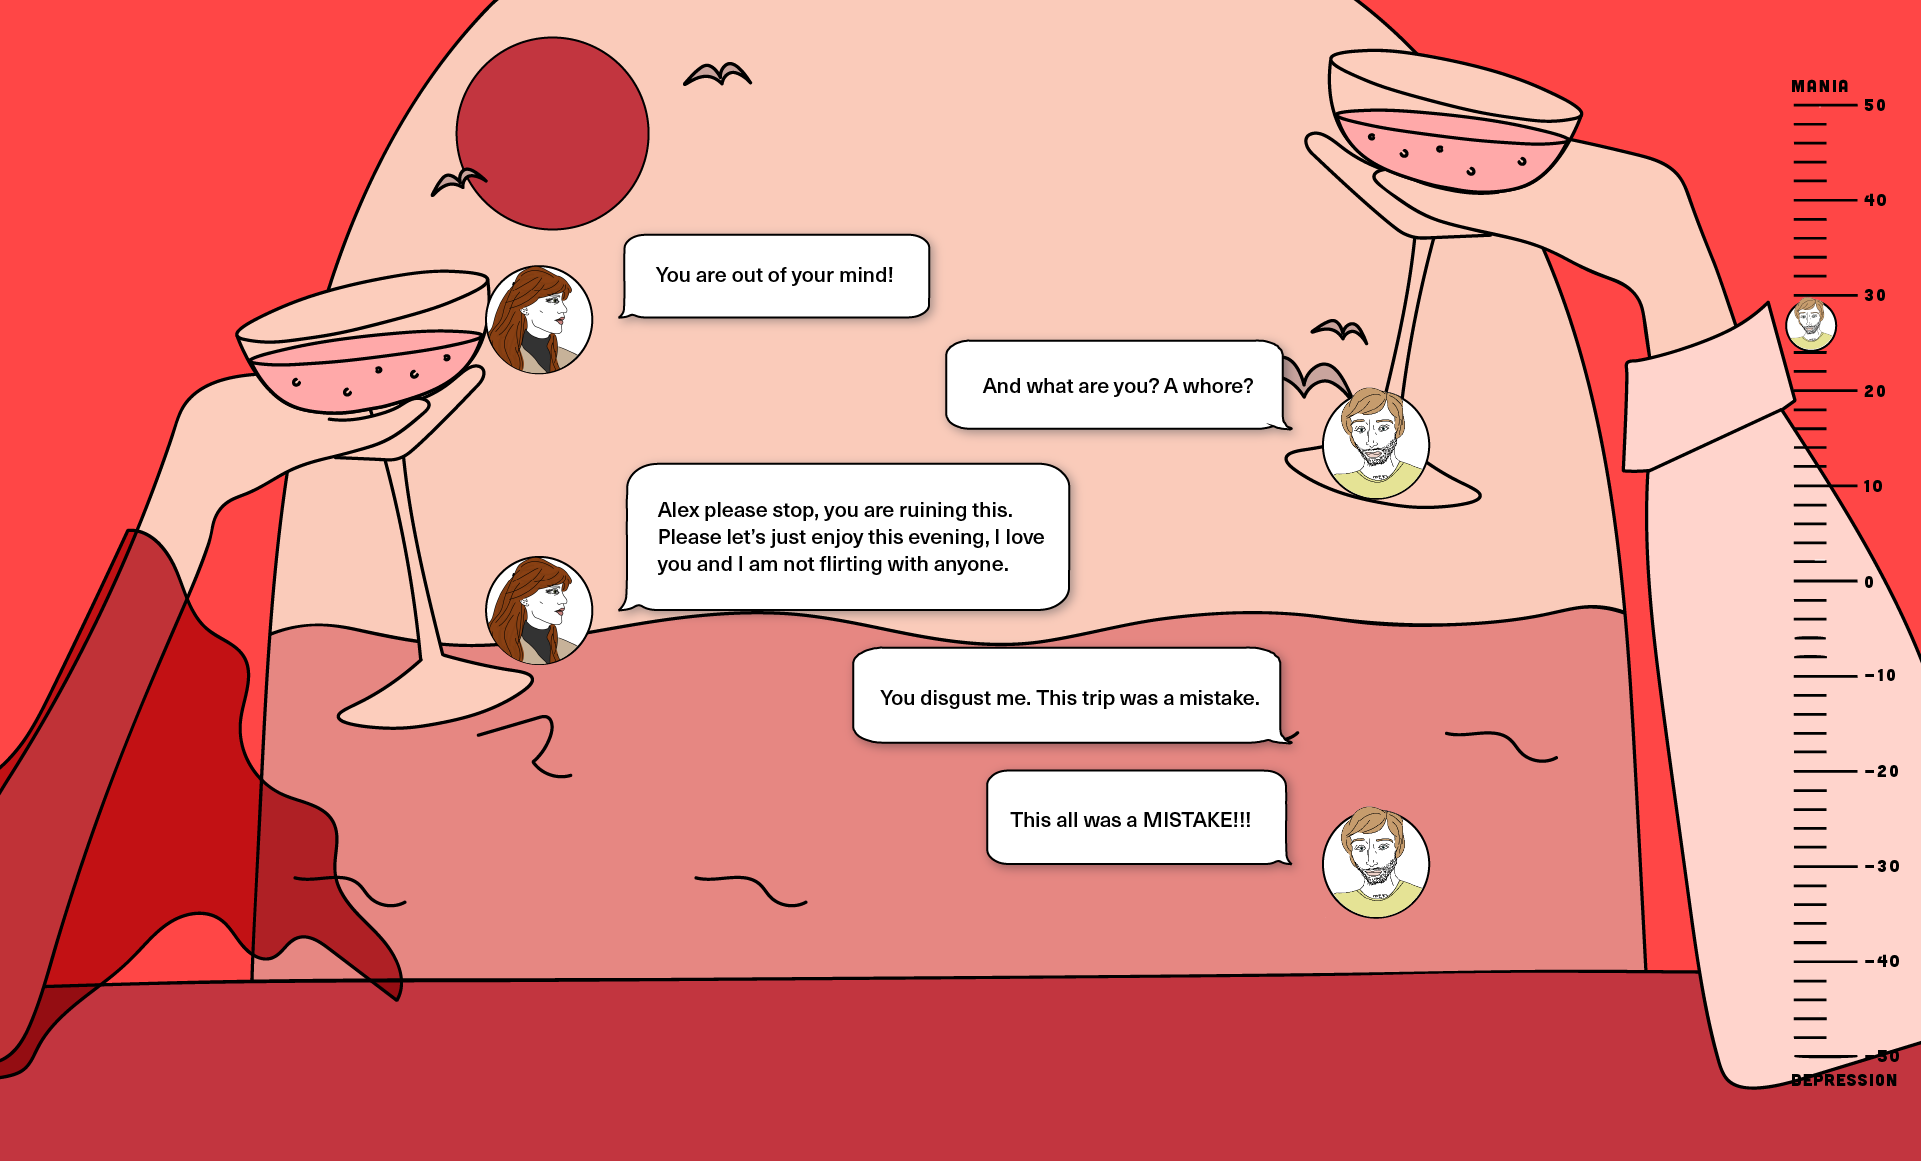 You are out of your mind!
And what are you? A whore?
Alex please stop, you are ruining this.
Please let’s just enjoy this evening, I love
you and I am not flirting with anyone.
You disgust me. This trip was a mistake.
This all was a MISTAKE!!!
MANIA
50
40
30
20
10
0
-10
-20
-30
-40
-50
DEPRESSION